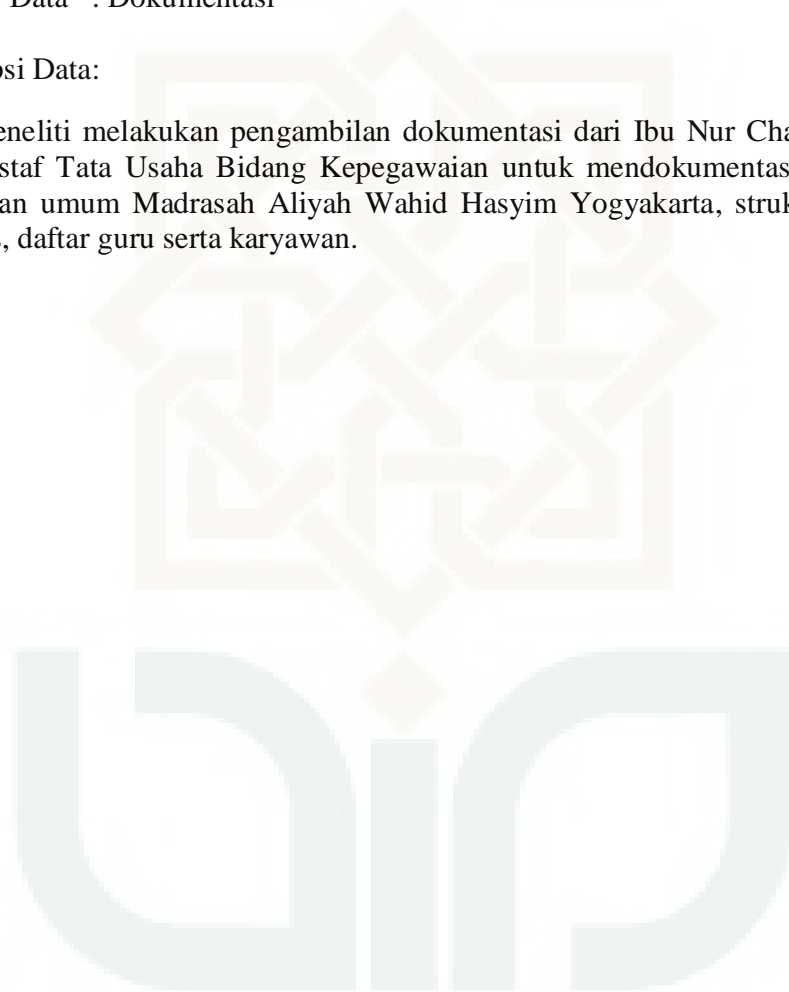 Data : Dokumentasi
psi Data:
eneliti melakukan pengambilan dokumentasi dari Ibu Nur Cha
staf Tata Usaha Bidang Kepegawaian untuk mendokumentas
an umum Madrasah Aliyah Wahid Hasyim Yogyakarta, struk
, daftar guru serta karyawan.